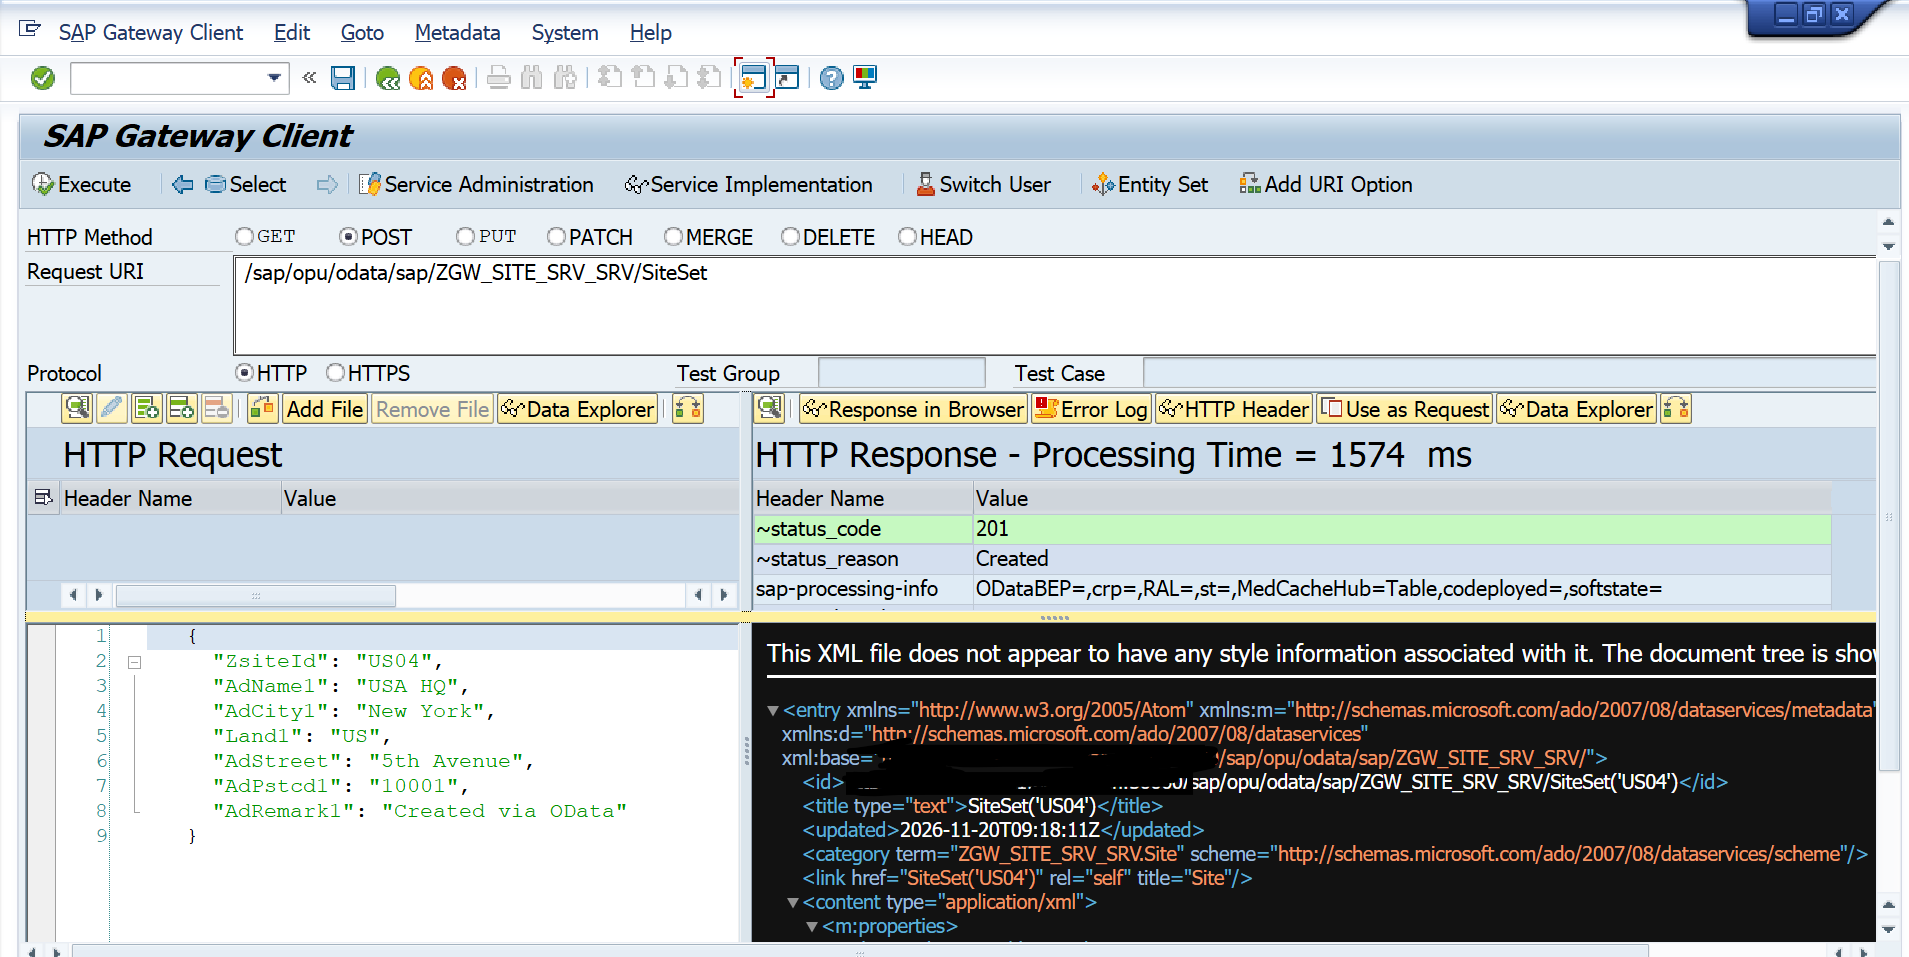 SAP Gateway Client Edit Goto Metadata System Help
«
SAP Gateway Client
Execute Select Service Administration Service Implementation Switch User Entity Set Add URI Option
HTTP Method GET POST PUT PATCH MERGE DELETE HEAD
Request URI /sap/opu/odata/sap/ZGW_SITE_SRV_SRV/SiteSet
Protocol HTTP HTTPS Test Group Test Case
Add File Remove File Data Explorer
HTTP Request
Header Name Value
Response in Browser Error Log HTTP Header Use as Request Data Explorer
HTTP Response - Processing Time = 1574 ms
Header Name Value
~status_code 201
~status_reason Created
sap-processing-info ODataBEP=,crp=,RAL=,st=,MedCacheHub=Table,codeployed=,softstate=
1 {
2 "ZsiteId": "US04",
3 "AdName1": "USA HQ",
4 "AdCity1": "New York",
5 "Land1": "US",
6 "AdStreet": "5th Avenue",
7 "AdPstcd1": "10001",
8 "AdRemark1": "Created via OData"
9 }
This XML file does not appear to have any style information associated with it. The document tree is
<entry xmlns="http://www.w3.org/2005/Atom" xmlns:m="http://schemas.microsoft.com/ado/2007/08/dataservices/metadata"
xmlns:d="http://schemas.microsoft.com/ado/2007/08/dataservices"
xml:base= /sap/opu/odata/sap/ZGW_SITE_SRV_SRV/">
<id> /sap/opu/odata/sap/ZGW_SITE_SRV_SRV/SiteSet('US04')</id>
<title type="text">SiteSet('US04')</title>
<updated>2026-11-20T09:18:11Z</updated>
<category term="ZGW_SITE_SRV_SRV.Site" scheme="http://schemas.microsoft.com/ado/2007/08/dataservices/scheme"/>
<link href="SiteSet('US04')" rel="self" title="Site"/>
<content type="application/xml">
<m:properties>